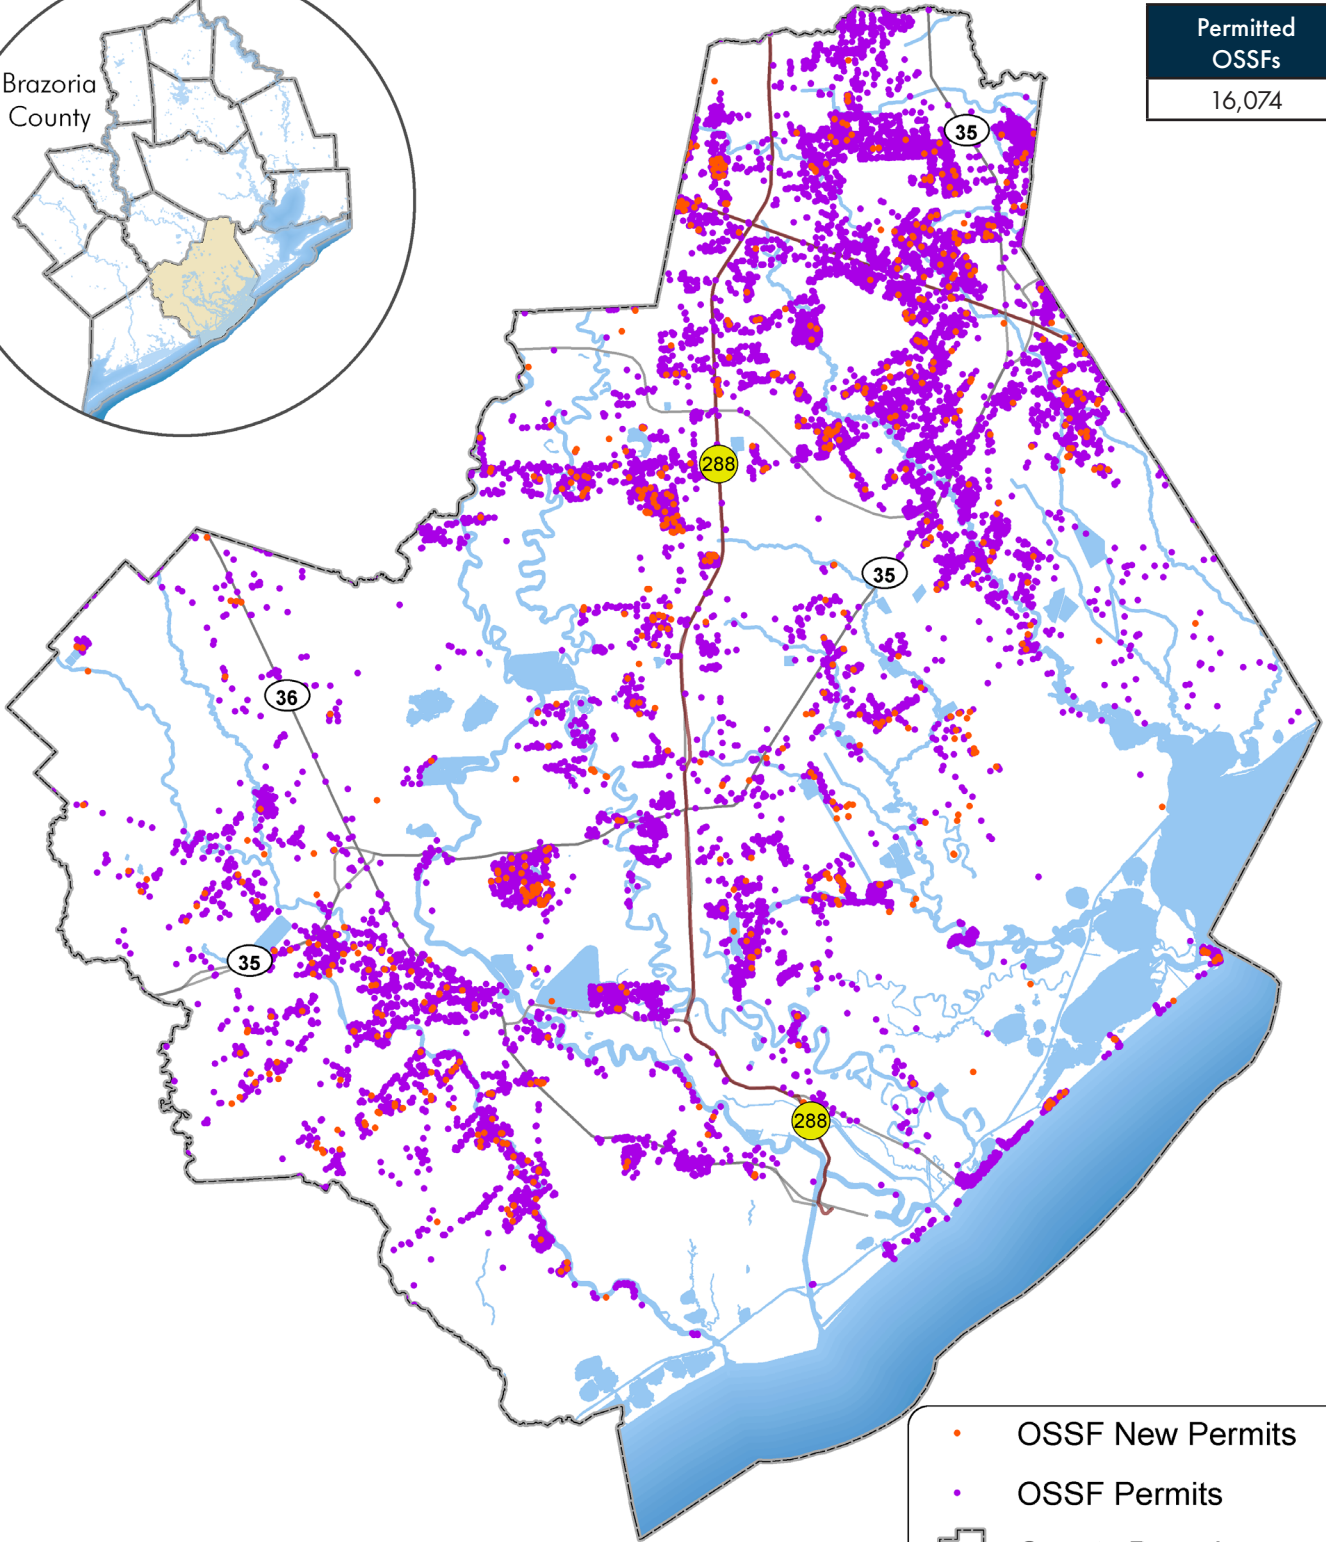 Brazoria
County
Permitted
OSSFs
16,074
35
288
35
36
35
288
OSSF New Permits
OSSF Permits